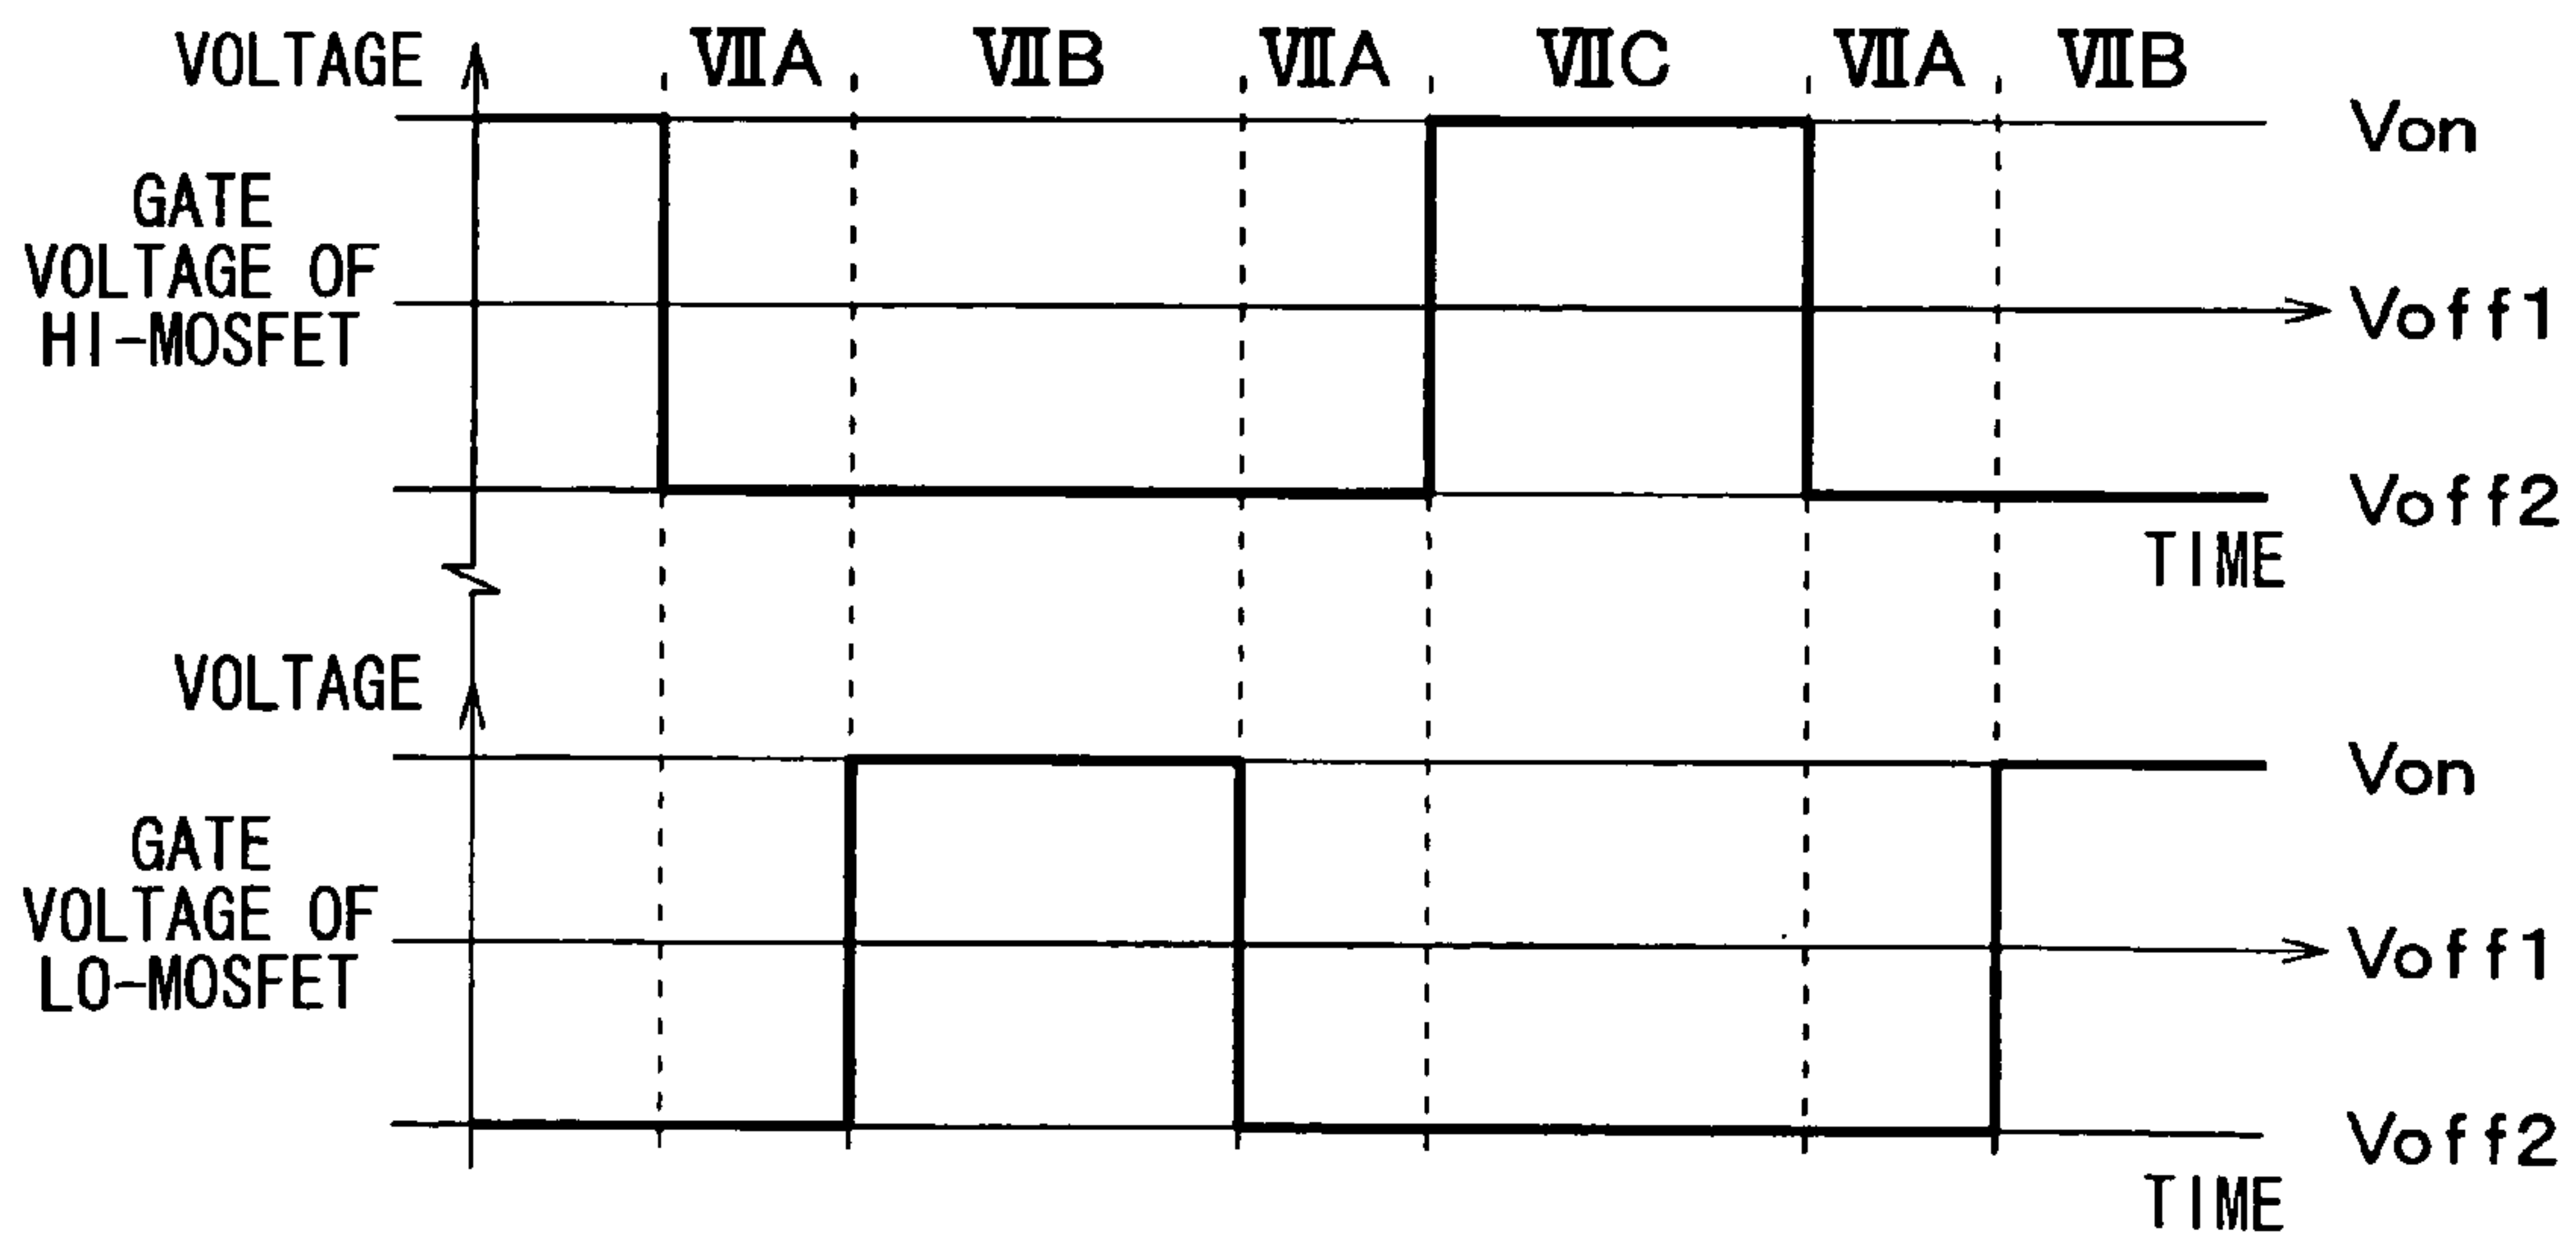 VOLTAGE ⅦA ⅦB ⅦA ⅦC ⅦA ⅦB
Von
GATE
VOLTAGE OF
HI-MOSFET
Voff1
Voff2
TIME
VOLTAGE
Von
GATE
VOLTAGE OF
LO-MOSFET
Voff1
Voff2
TIME